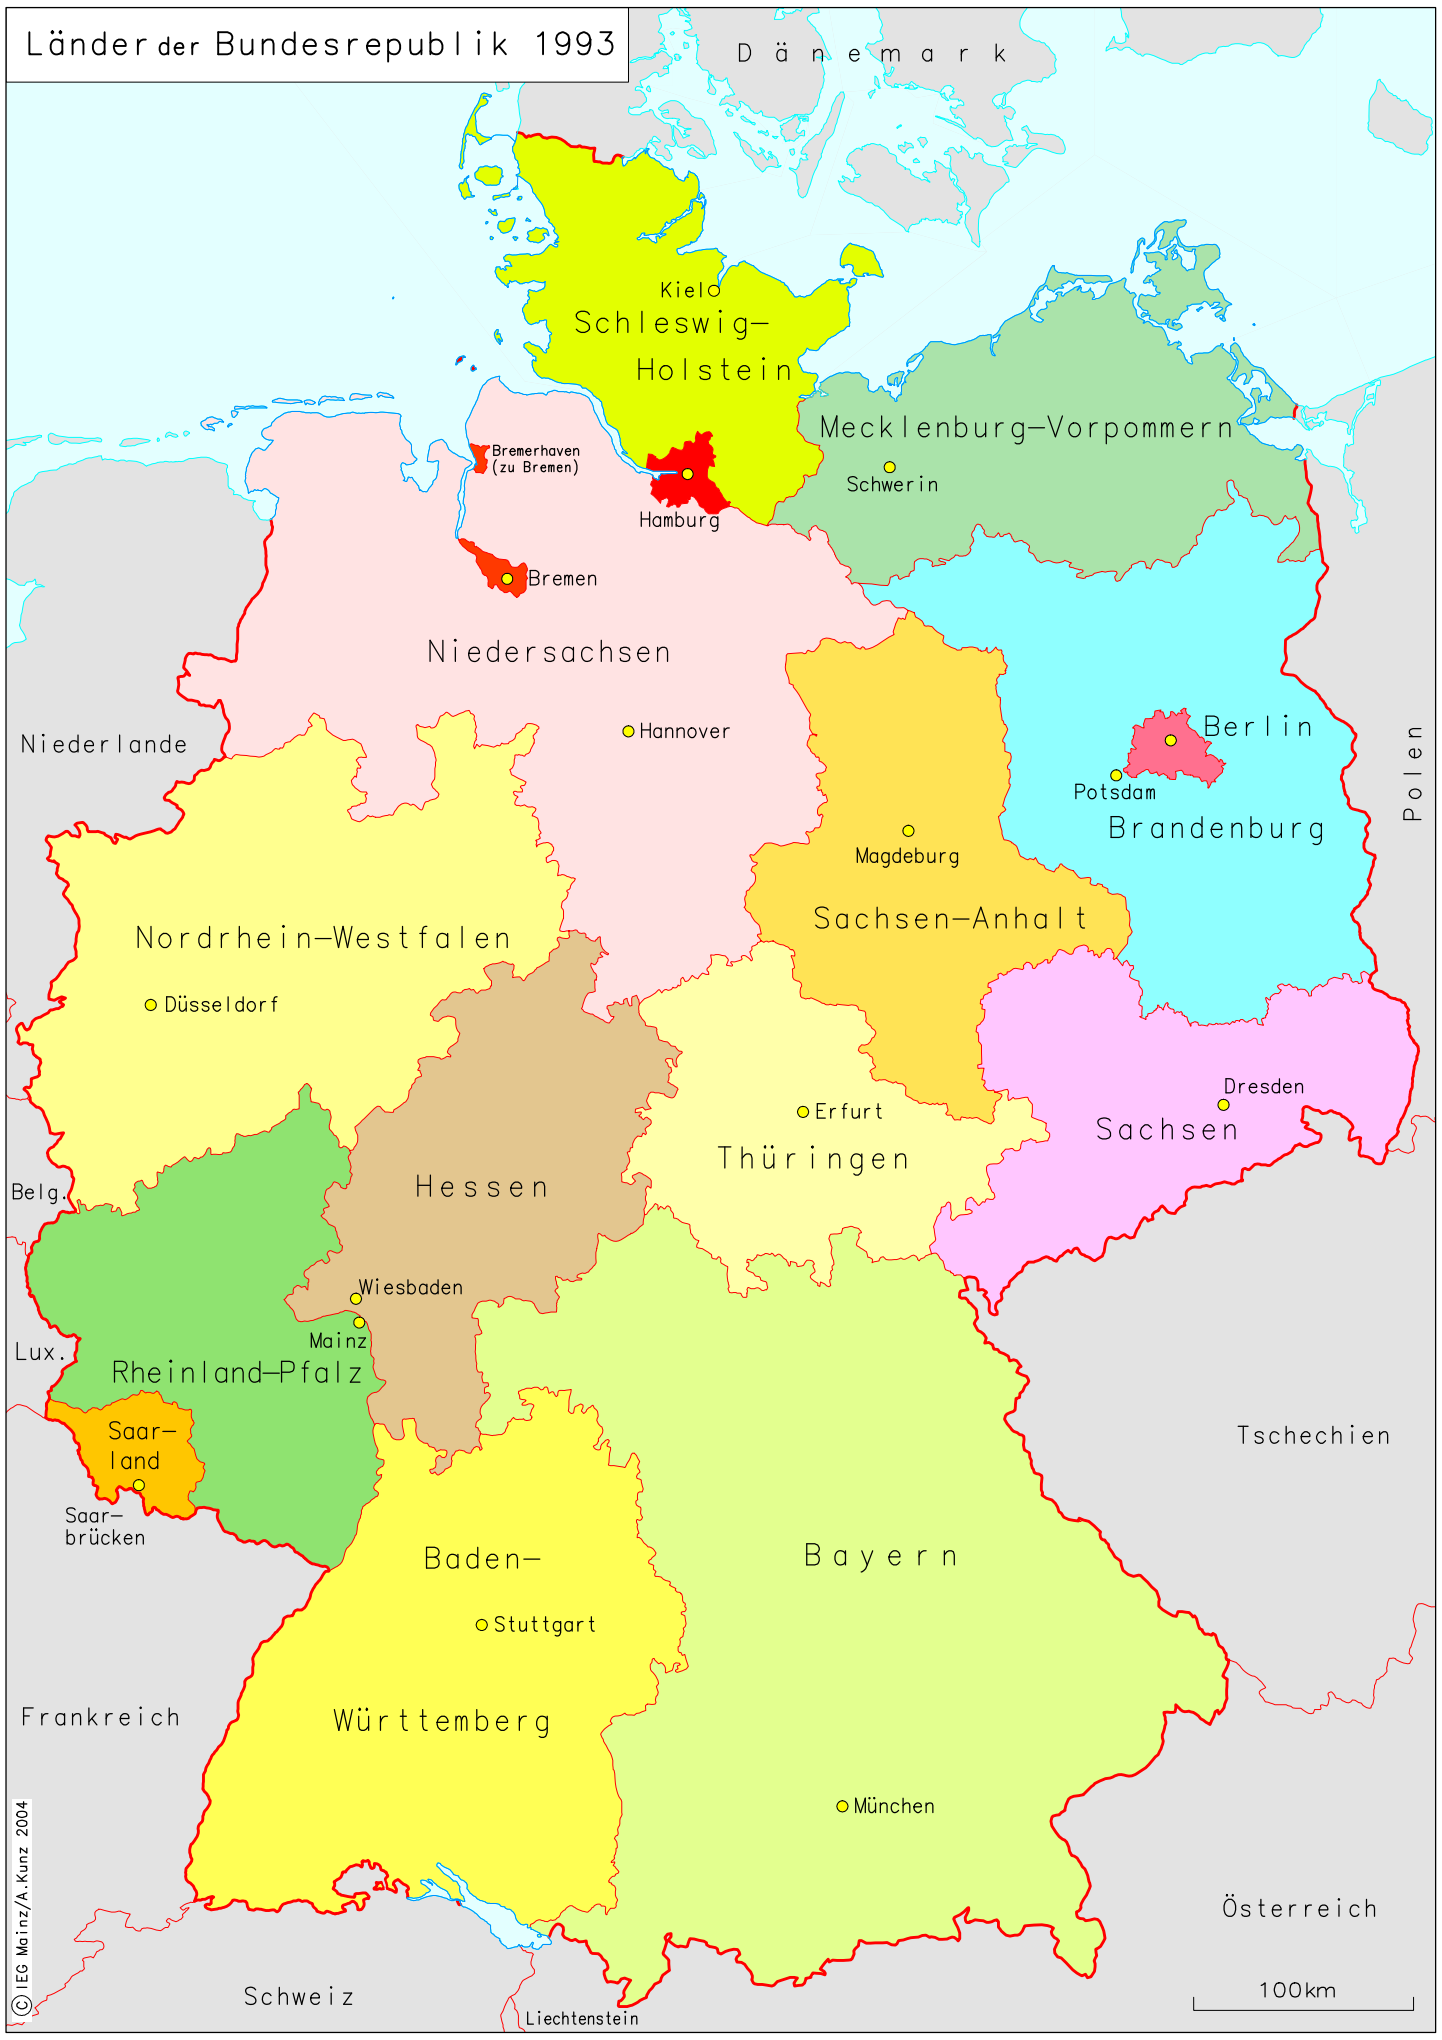 Länder der Bundesrepublik 1993
Dänemark
Kiel
Schleswig–
Holstein
Mecklenburg–Vorpommern
Schwerin
Bremerhaven
(zu Bremen)
Hamburg
Bremen
Niedersachsen
Hannover
Niederlande
Berlin
Potsdam
Brandenburg
Polen
Magdeburg
Sachsen–Anhalt
Nordrhein–Westfalen
Düsseldorf
Dresden
Sachsen
Erfurt
Thüringen
Hessen
Belg.
Wiesbaden
Mainz
Lux.
Rheinland–Pfalz
Saar–
land
Saar–
brücken
Tschechien
Baden–
Württemberg
Stuttgart
Bayern
Frankreich
München
Österreich
Schweiz
Liechtenstein
100km
© IEG Mainz/A.Kunz 2004